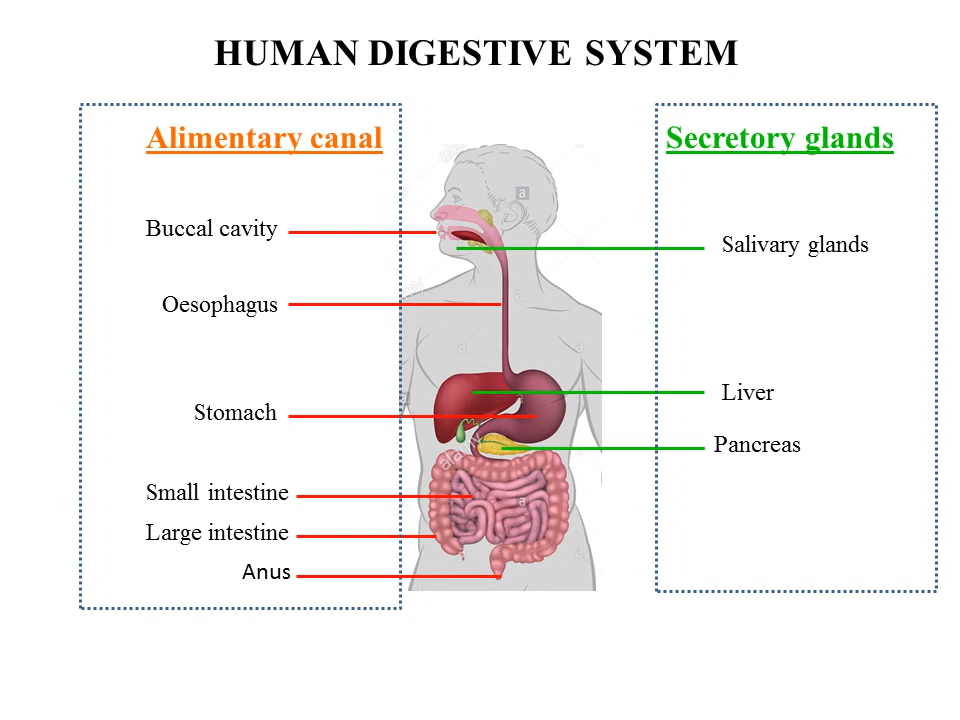 HUMAN DIGESTIVE SYSTEM
Alimentary canal
Buccal cavity
Oesophagus
Stomach
Small intestine
Large intestine
Anus
Secretory glands
Salivary glands
Liver
Pancreas
a
a
a
a
alamy